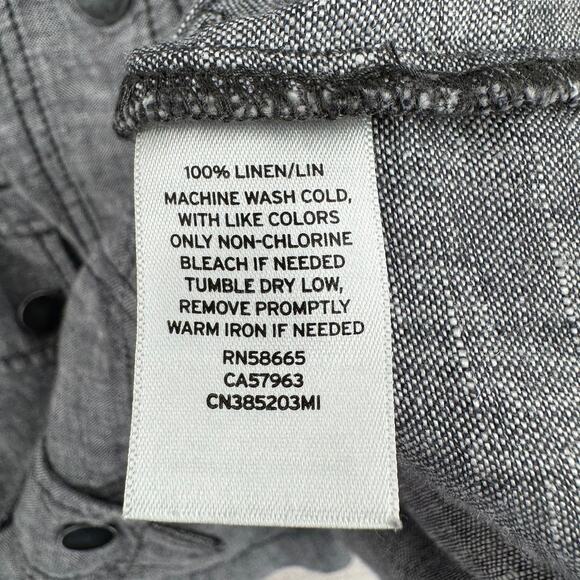 100% LINEN/LIN
MACHINE WASH COLD,
WITH LIKE COLORS
ONLY NON-CHLORINE
BLEACH IF NEEDED
TUMBLE DRY LOW,
REMOVE PROMPTLY
WARM IRON IF NEEDED
RN58665
CA57963
CN385203MI